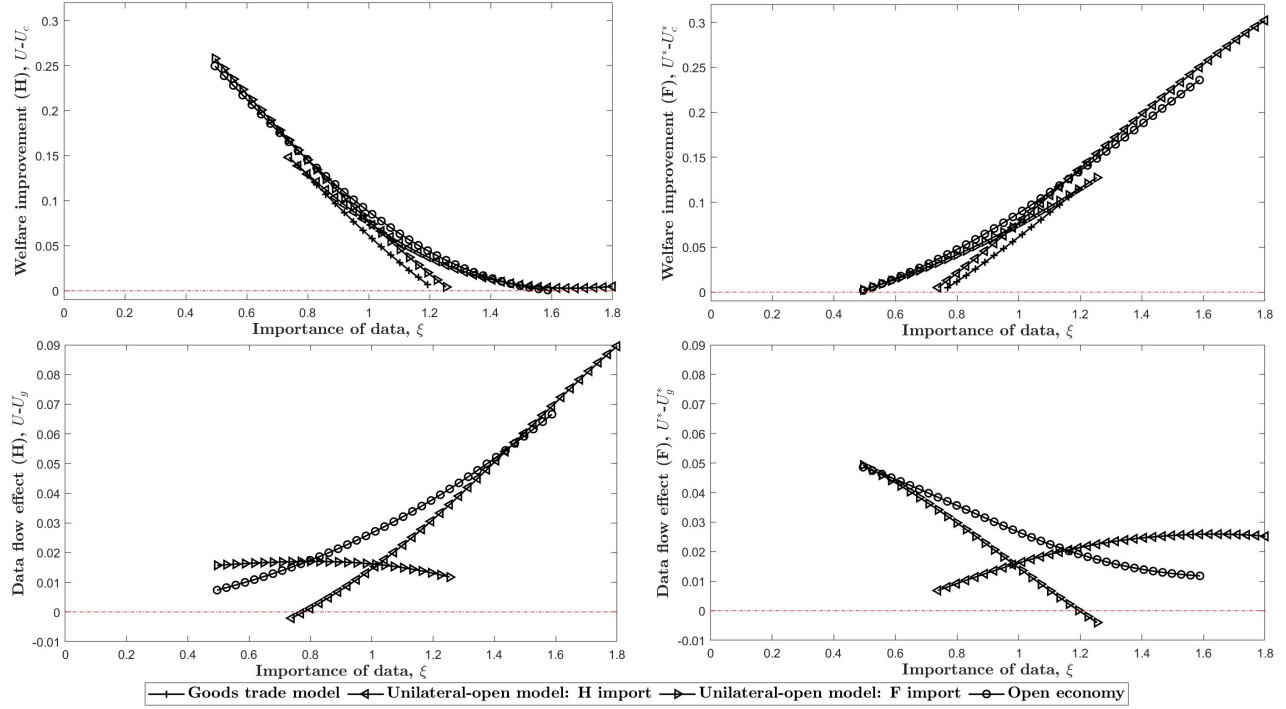 Welfare improvement (H), U-U_c
0.3
0.25
0.2
0.15
0.1
0.05
0
0 0.2 0.4 0.6 0.8 1 1.2 1.4 1.6 1.8
Importance of data, ξ
Welfare improvement (F), U*-U*_c
0.3
0.25
0.2
0.15
0.1
0.05
0
0 0.2 0.4 0.6 0.8 1 1.2 1.4 1.6 1.8
Importance of data, ξ
Data flow effect (H), U-U_g
0.09
0.08
0.07
0.06
0.05
0.04
0.03
0.02
0.01
0
-0.01
0 0.2 0.4 0.6 0.8 1 1.2 1.4 1.6 1.8
Importance of data, ξ
Data flow effect (F), U*-U*_g
0.09
0.08
0.07
0.06
0.05
0.04
0.03
0.02
0.01
0
-0.01
0 0.2 0.4 0.6 0.8 1 1.2 1.4 1.6 1.8
Importance of data, ξ
Goods trade model Unilateral-open model: H import Unilateral-open model: F import Open economy